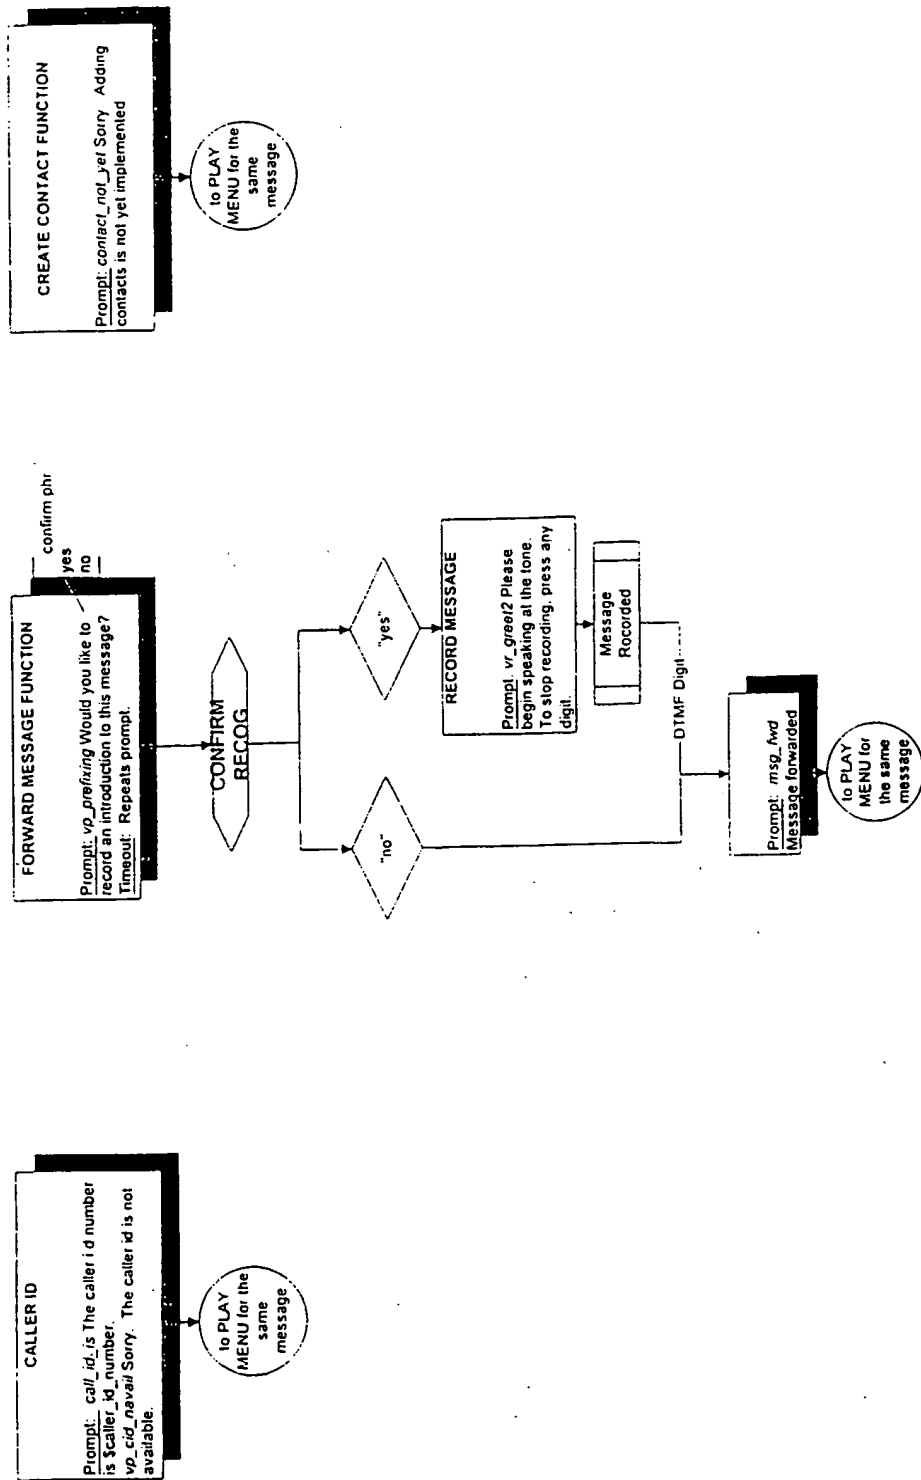 CALLER ID
Prompt: call_id_is The caller i d number
is $caller_id_number.
vp_cid_navail Sorry. The caller id is not
available.
to PLAY
MENU for the
same
message
FORWARD MESSAGE FUNCTION
Prompt: vp_prefixing Would you like to
record an introduction to this message?
Timeout: Repeats prompt.
confirm phr
yes
no
CONFIRM
RECOG
"no"
"yes"
RECORD MESSAGE
Prompt. vr_greet2 Please
begin speaking at the tone.
To stop recording, press any
digit.
Message
Rocorded
DTMF Digit
Prompt: msg_fwd
Message forwarded
to PLAY
MENU for
the same
message
CREATE CONTACT FUNCTION
Prompt: contact_not_yet Sorry Adding
contacts is not yet implemented
to PLAY
MENU for the
same
message